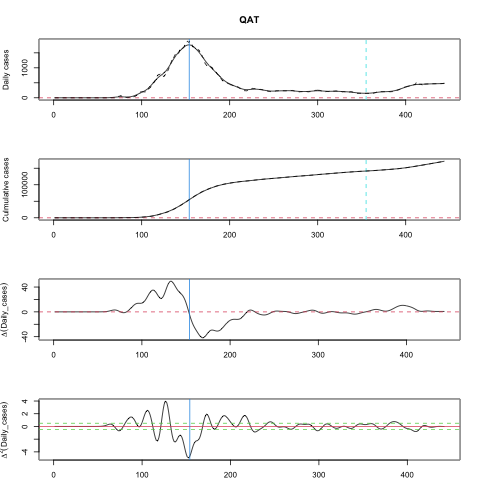 QAT
Daily cases
0 1000
0 100 200 300 400
Culmulative cases
0 100000
0 100 200 300 400
Δ(Daily_cases)
-40 0 40
0 100 200 300 400
Δ²(Daily_cases)
-4 0 2 4
0 100 200 300 400